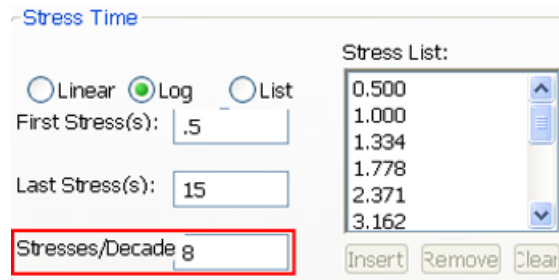 Stress Time
Linear Log List
First Stress(s): .5
Last Stress(s): 15
Stresses/Decade 8
Stress List:
0.500
1.000
1.334
1.778
2.371
3.162
Insert Remove Clear